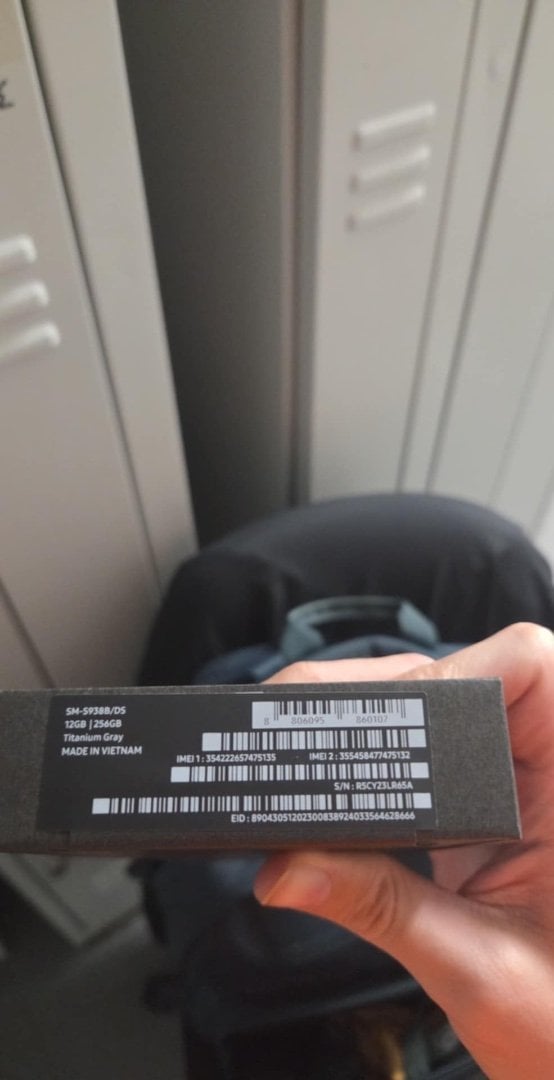 SM-S938B/DS
12GB | 256GB
Titanium Gray
MADE IN VIETNAM
8 806095 860107
IMEI 1 : 354222657475135 IMEI 2 : 355458477475132
S/N : R5CY23LR65A
EID : 89043051202300838924033564628666